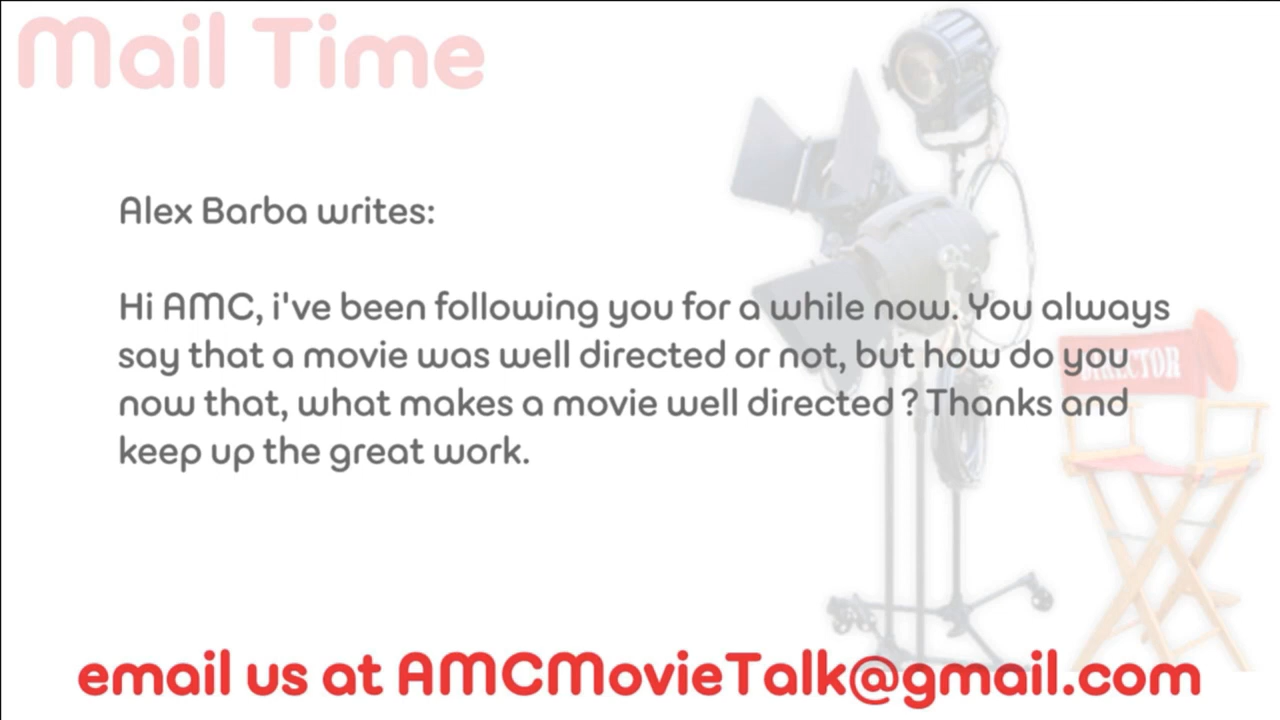 Mail Time
Alex Barba writes:
Hi AMC, i've been following you for a while now. You always
say that a movie was well directed or not, but how do you
now that, what makes a movie well directed ? Thanks and
keep up the great work.
DIRECTOR
email us at AMCMovieTalk@gmail.com